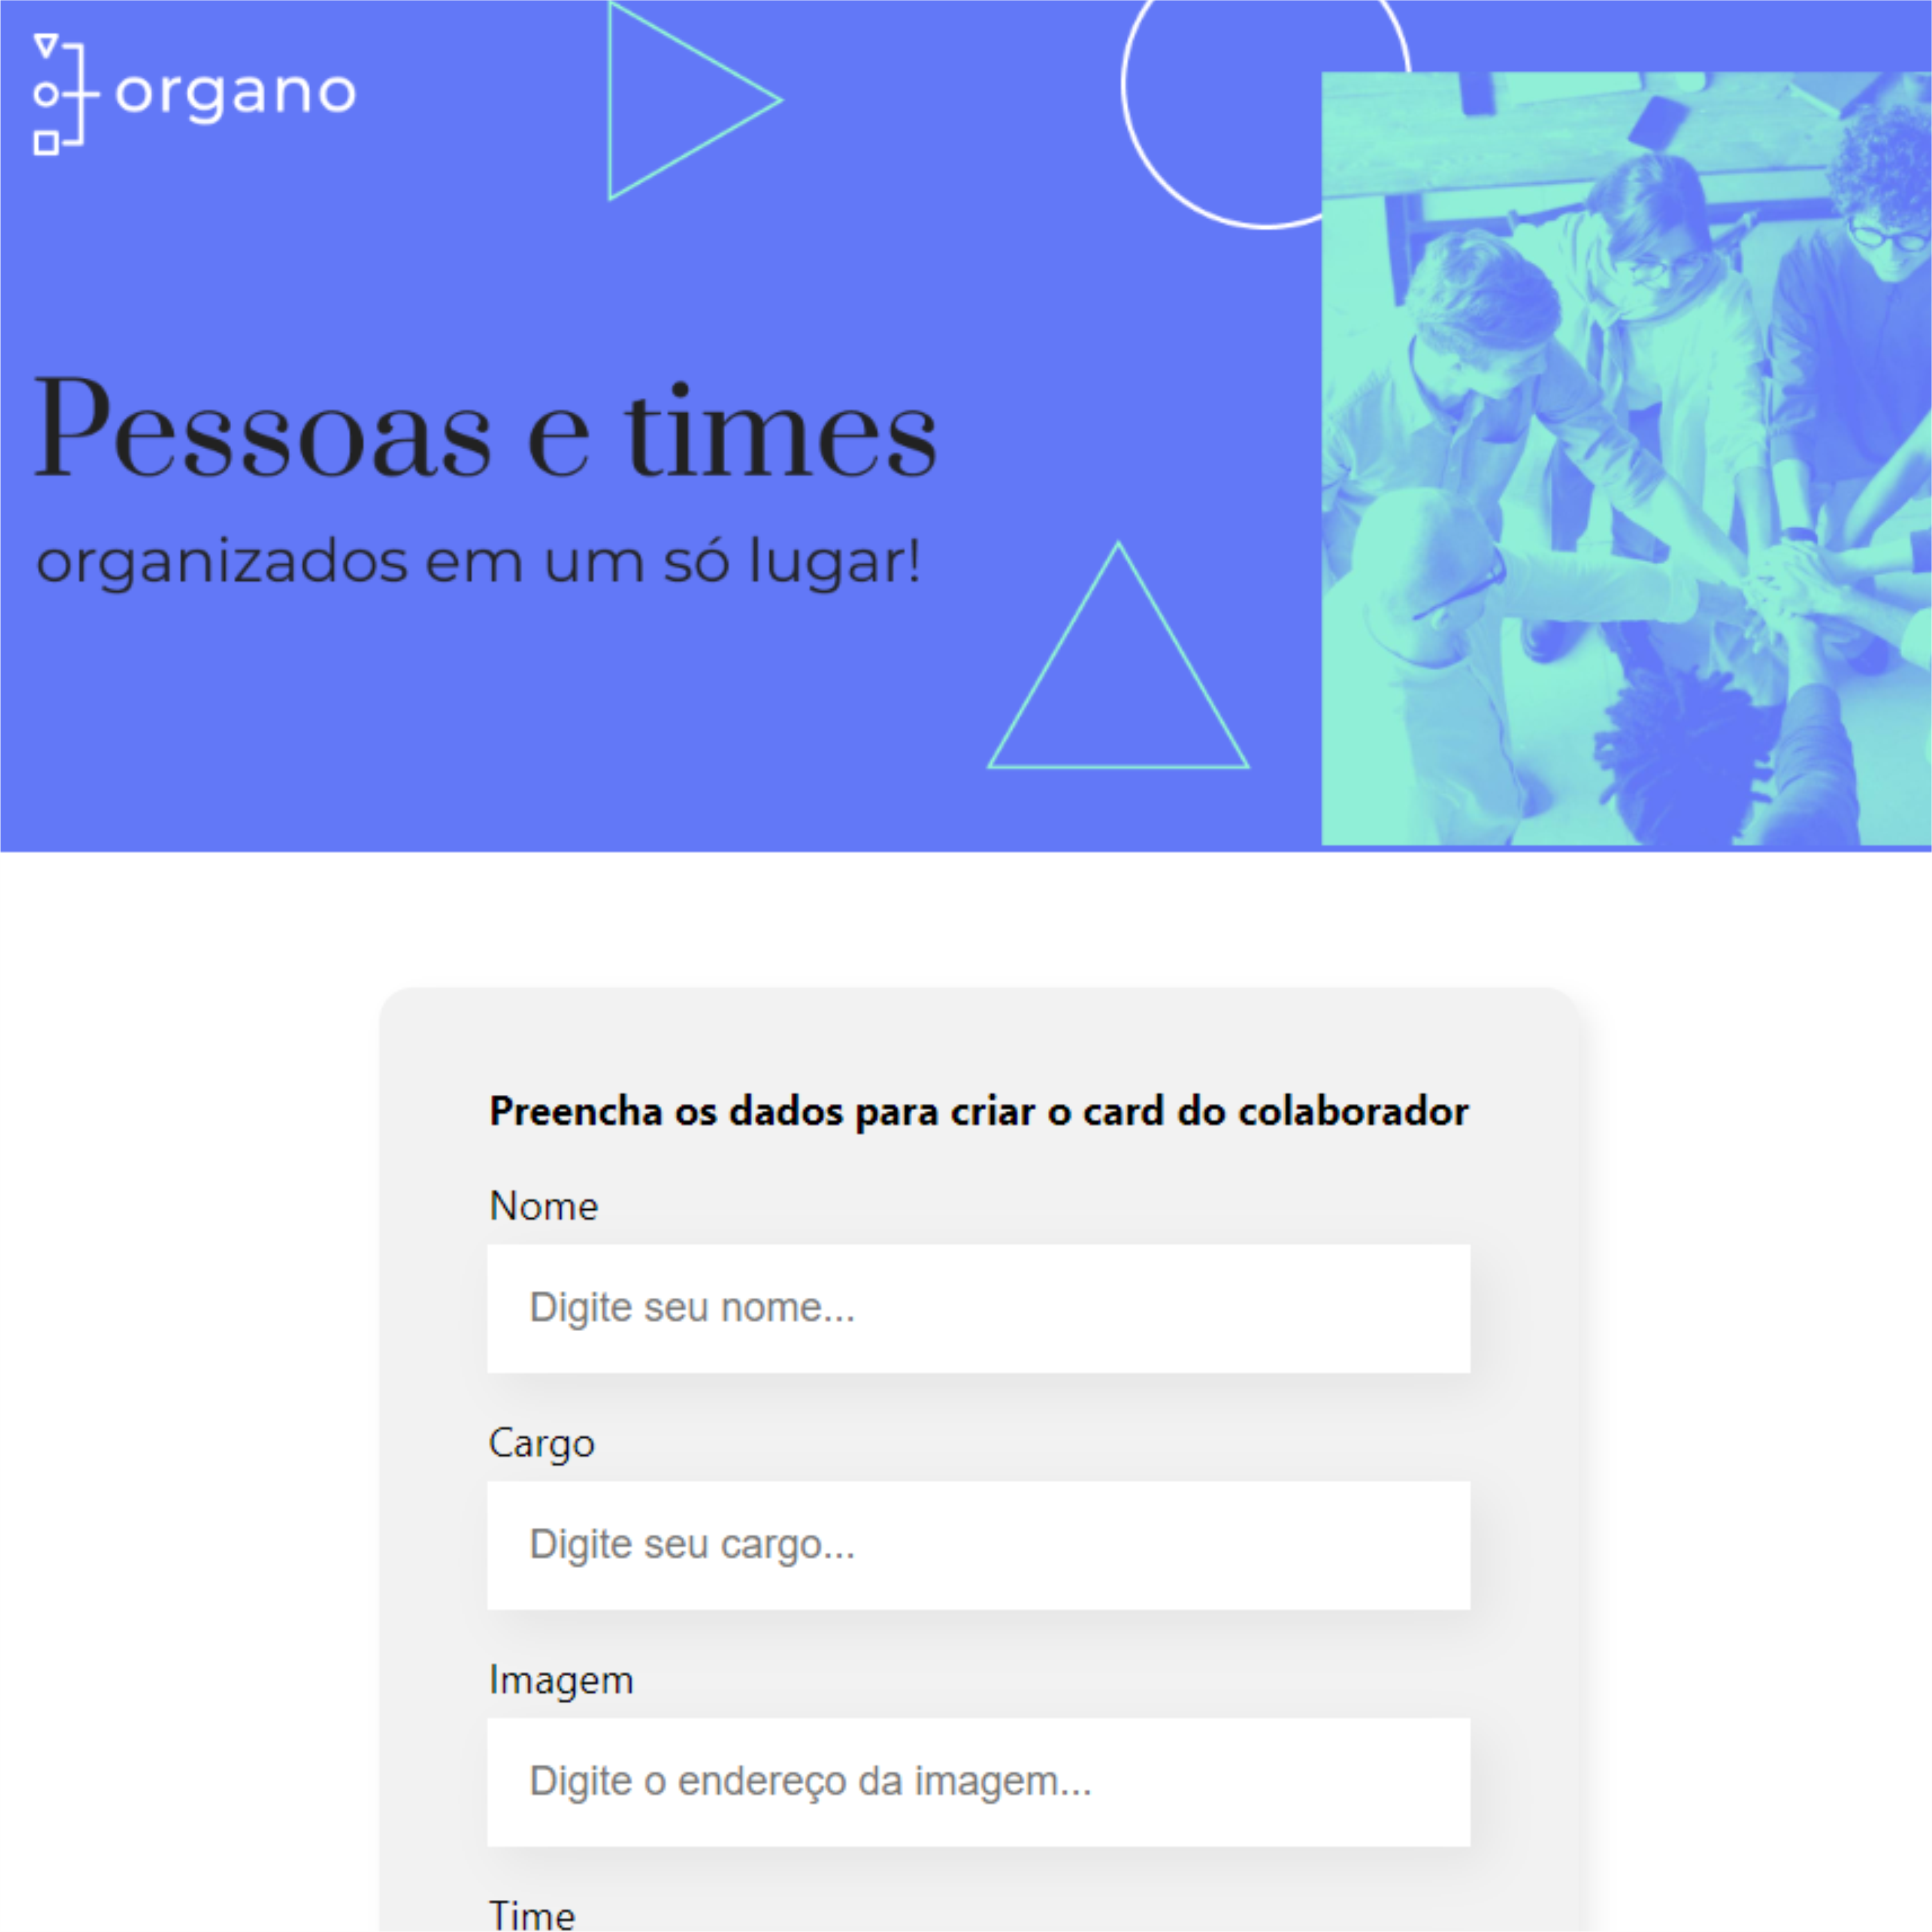 organo
Pessoas e times
organizados em um só lugar!
Preencha os dados para criar o card do colaborador
Nome
Digite seu nome...
Cargo
Digite seu cargo...
Imagem
Digite o endereço da imagem...
Time